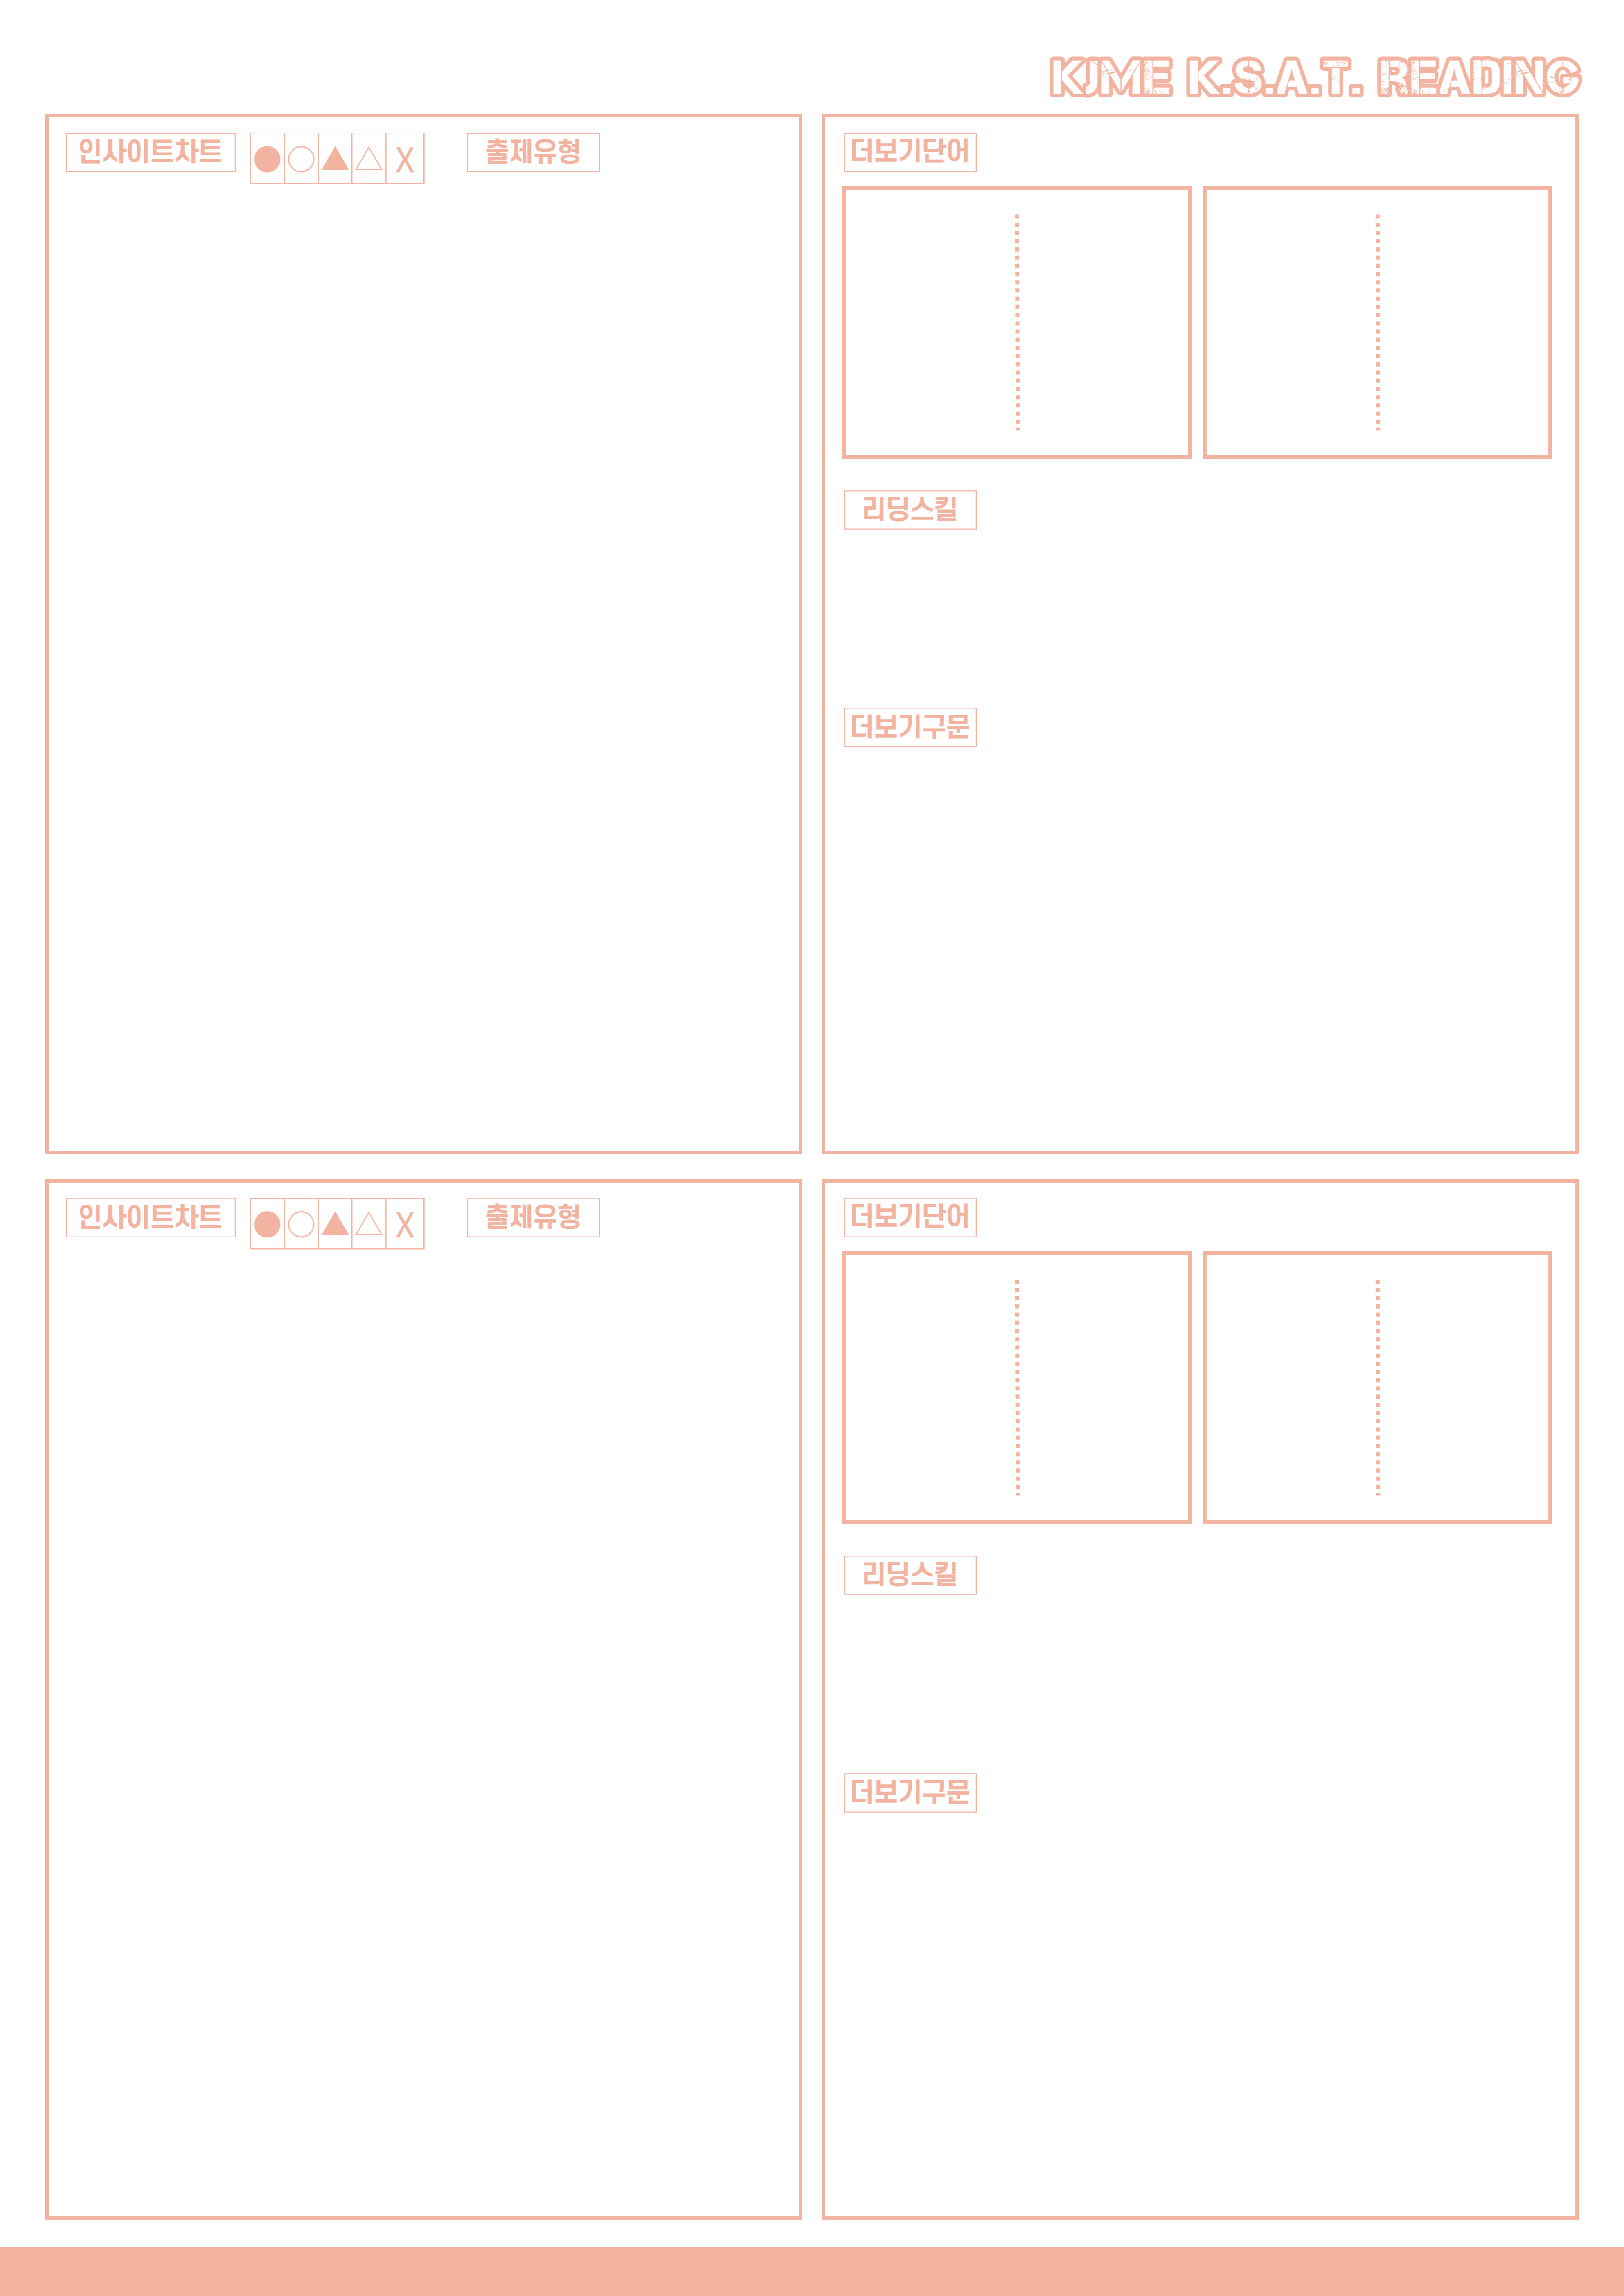 KUME K.S.A.T. READING
인사이트차트 ● ○ ▲ △ X 출제유형
더보기단어
리딩스킬
더보기구문
인사이트차트 ● ○ ▲ △ X 출제유형
더보기단어
리딩스킬
더보기구문